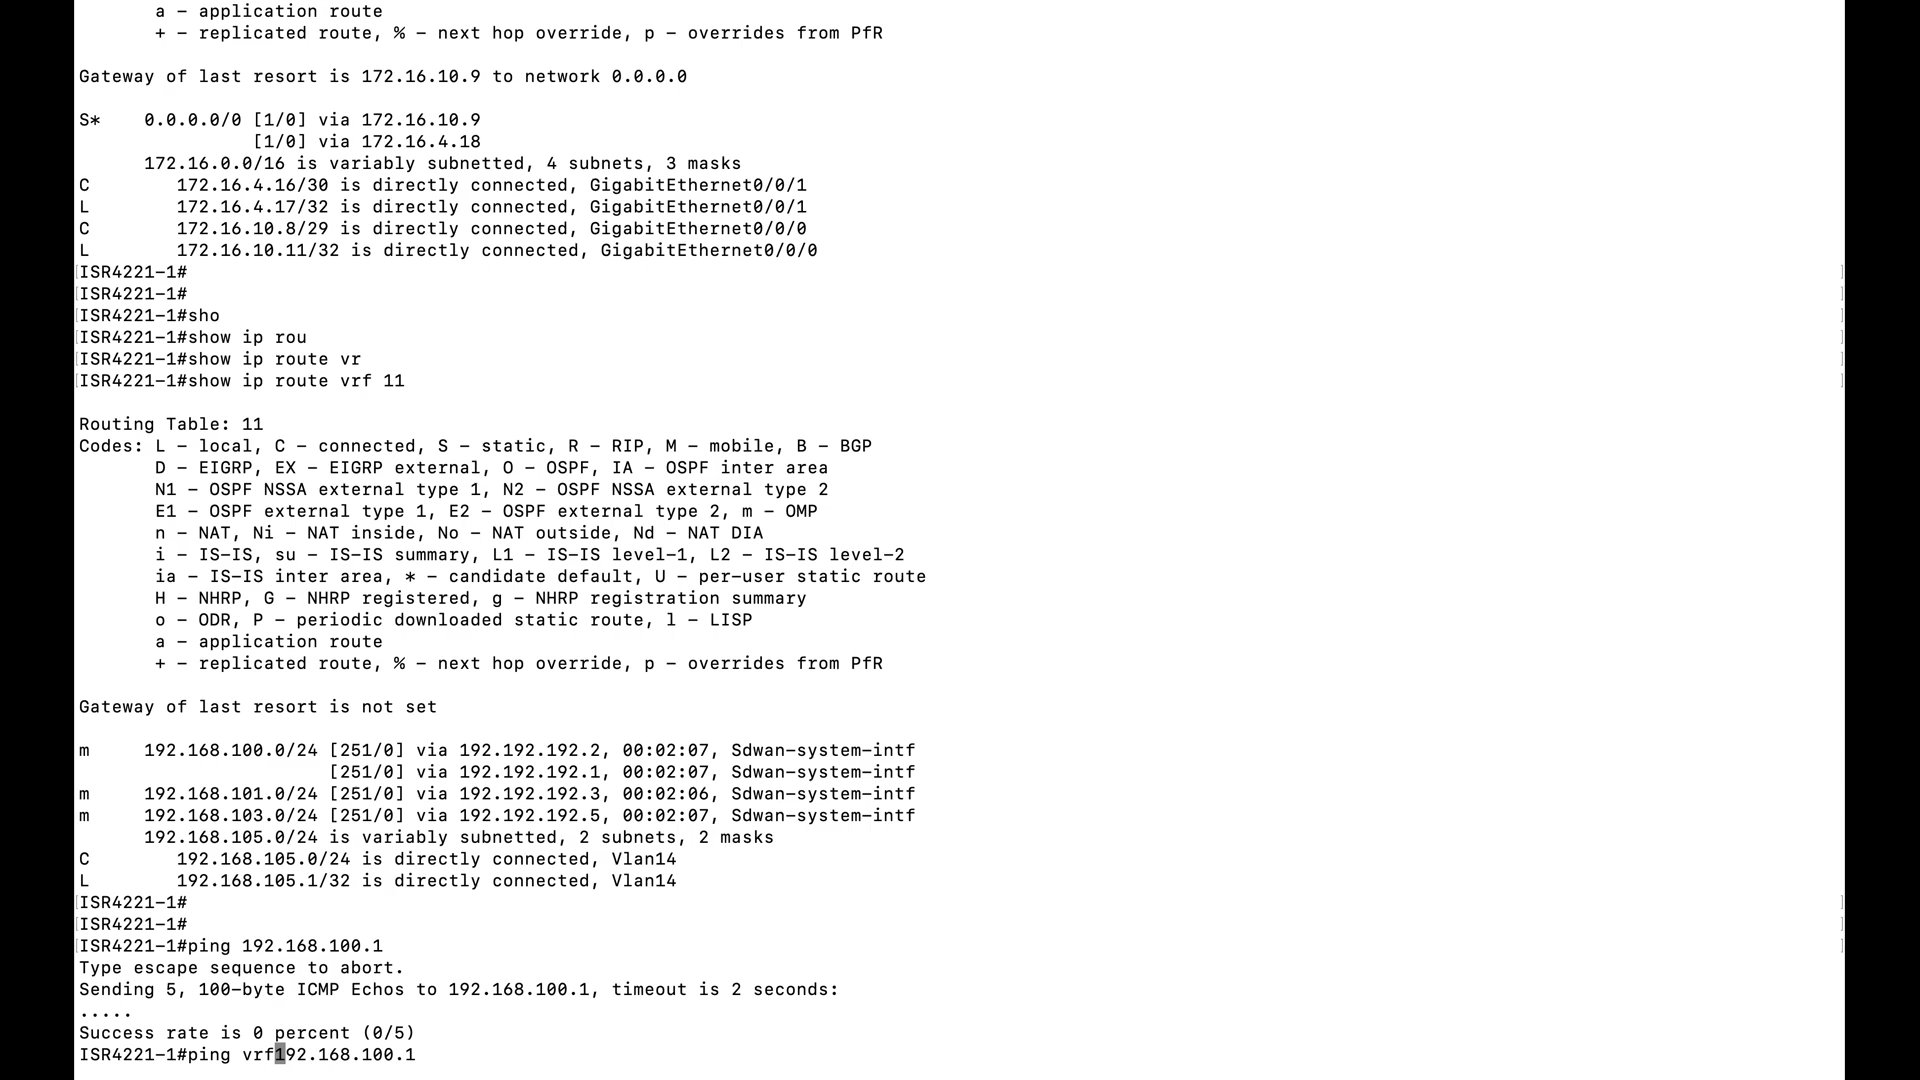 a - application route
+ - replicated route, % - next hop override, p - overrides from PfR
Gateway of last resort is 172.16.10.9 to network 0.0.0.0
S*    0.0.0.0/0 [1/0] via 172.16.10.9
[1/0] via 172.16.4.18
172.16.0.0/16 is variably subnetted, 4 subnets, 3 masks
C        172.16.4.16/30 is directly connected, GigabitEthernet0/0/1
L        172.16.4.17/32 is directly connected, GigabitEthernet0/0/1
C        172.16.10.8/29 is directly connected, GigabitEthernet0/0/0
L        172.16.10.11/32 is directly connected, GigabitEthernet0/0/0
[ISR4221-1# ]
[ISR4221-1# ]
[ISR4221-1#sho ]
[ISR4221-1#show ip rou ]
[ISR4221-1#show ip route vr ]
[ISR4221-1#show ip route vrf 11 ]
Routing Table: 11
Codes: L - local, C - connected, S - static, R - RIP, M - mobile, B - BGP
D - EIGRP, EX - EIGRP external, O - OSPF, IA - OSPF inter area
N1 - OSPF NSSA external type 1, N2 - OSPF NSSA external type 2
E1 - OSPF external type 1, E2 - OSPF external type 2, m - OMP
n - NAT, Ni - NAT inside, No - NAT outside, Nd - NAT DIA
i - IS-IS, su - IS-IS summary, L1 - IS-IS level-1, L2 - IS-IS level-2
ia - IS-IS inter area, * - candidate default, U - per-user static route
H - NHRP, G - NHRP registered, g - NHRP registration summary
o - ODR, P - periodic downloaded static route, l - LISP
a - application route
+ - replicated route, % - next hop override, p - overrides from PfR
Gateway of last resort is not set
m     192.168.100.0/24 [251/0] via 192.192.192.2, 00:02:07, Sdwan-system-intf
[251/0] via 192.192.192.1, 00:02:07, Sdwan-system-intf
m     192.168.101.0/24 [251/0] via 192.192.192.3, 00:02:06, Sdwan-system-intf
m     192.168.103.0/24 [251/0] via 192.192.192.5, 00:02:07, Sdwan-system-intf
192.168.105.0/24 is variably subnetted, 2 subnets, 2 masks
C        192.168.105.0/24 is directly connected, Vlan14
L        192.168.105.1/32 is directly connected, Vlan14
[ISR4221-1# ]
[ISR4221-1# ]
[ISR4221-1#ping 192.168.100.1 ]
Type escape sequence to abort.
Sending 5, 100-byte ICMP Echos to 192.168.100.1, timeout is 2 seconds:
.....
Success rate is 0 percent (0/5)
ISR4221-1#ping vrf192.168.100.1